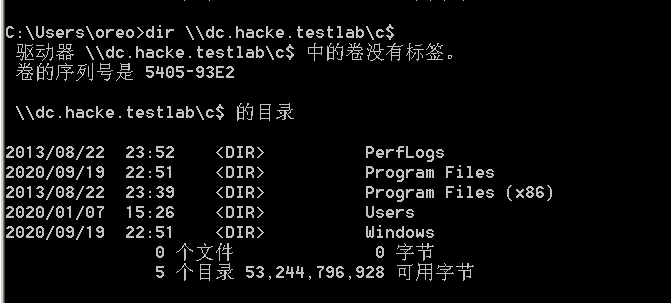 C:\Users\oreo>dir \\dc.hacke.testlab\c$
驱动器 \\dc.hacke.testlab\c$ 中的卷没有标签。
卷的序列号是 5405-93E2
\\dc.hacke.testlab\c$ 的目录
2013/08/22 23:52 <DIR> PerfLogs
2020/09/19 22:51 <DIR> Program Files
2013/08/22 23:39 <DIR> Program Files (x86)
2020/01/07 15:26 <DIR> Users
2020/09/19 22:51 <DIR> Windows
0 个文件 0 字节
5 个目录 53,244,796,928 可用字节